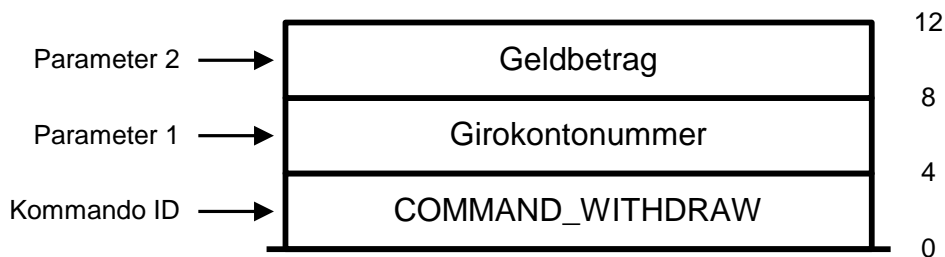 12
Parameter 2 Geldbetrag
8
Parameter 1 Girokontonummer
4
Kommando ID COMMAND_WITHDRAW
0